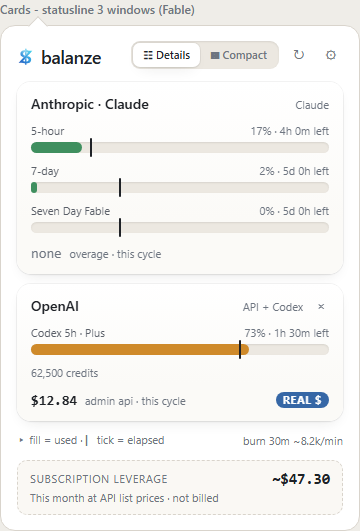 Cards - statusline 3 windows (Fable)
balanze
Details
Compact
Anthropic · Claude
Claude
5-hour
17% · 4h 0m left
7-day
2% · 5d 0h left
Seven Day Fable
0% · 5d 0h left
none overage · this cycle
OpenAI
API + Codex ×
Codex 5h · Plus
73% · 1h 30m left
62,500 credits
$12.84 admin api · this cycle
REAL $
fill = used · | tick = elapsed
burn 30m ~8.2k/min
SUBSCRIPTION LEVERAGE
~$47.30
This month at API list prices · not billed